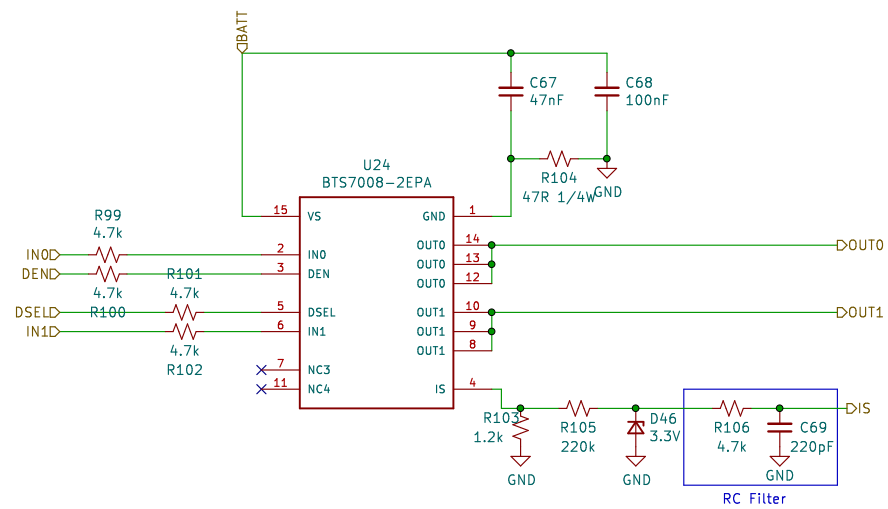 BATT
C67
47nF
C68
100nF
R104
47R 1/4W
GND
U24
BTS7008-2EPA
15
VS
GND
1
R99
4.7k
IN0
2
IN0
DEN
3
DEN
4.7k
R100
R101
4.7k
DSEL
5
DSEL
IN1
6
IN1
4.7k
R102
7
NC3
11
NC4
OUT0
14
OUT0
13
OUT0
12
OUT0
OUT1
10
OUT1
9
OUT1
8
OUT1
IS
4
R103
1.2k
GND
R105
220k
D46
3.3V
GND
R106
4.7k
C69
220pF
GND
IS
RC Filter